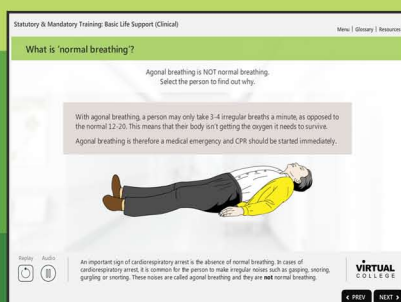 Statutory & Mandatory Training: Basic Life Support (Clinical)
Menu | Glossary | Resources
What is 'normal breathing'?
Agonal breathing is NOT normal breathing.
Select the person to find out why.
With agonal breathing, a person may only take 3-4 irregular breaths a minute, as opposed to
the normal 12-20. This means that their body isn't getting the oxygen it needs to survive.
Agonal breathing is therefore a medical emergency and CPR should be started immediately.
Replay Audio
An important sign of cardiorespiratory arrest is the absence of normal breathing. In cases of
cardiorespiratory arrest, it is common for the person to make irregular noises such as gasping, snoring,
gurgling or snorting. These noises are called agonal breathing and they are not normal breathing.
VIRTUAL
COLLEGE
< PREV NEXT >